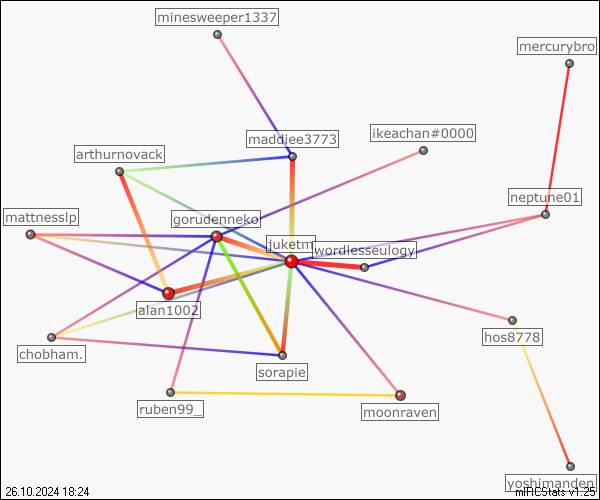 minesweeper1337
mercurybro
ikeachan#0000
maddiee3773
arthurnovack
neptune01
mattnesslp
gorudenneko
juketm
wordlesseulogy
alan1002
hos8778
chobham.
sorapie
ruben99_
moonraven
yoshimanden
26.10.2024 18:24
mIRCStats v1.25